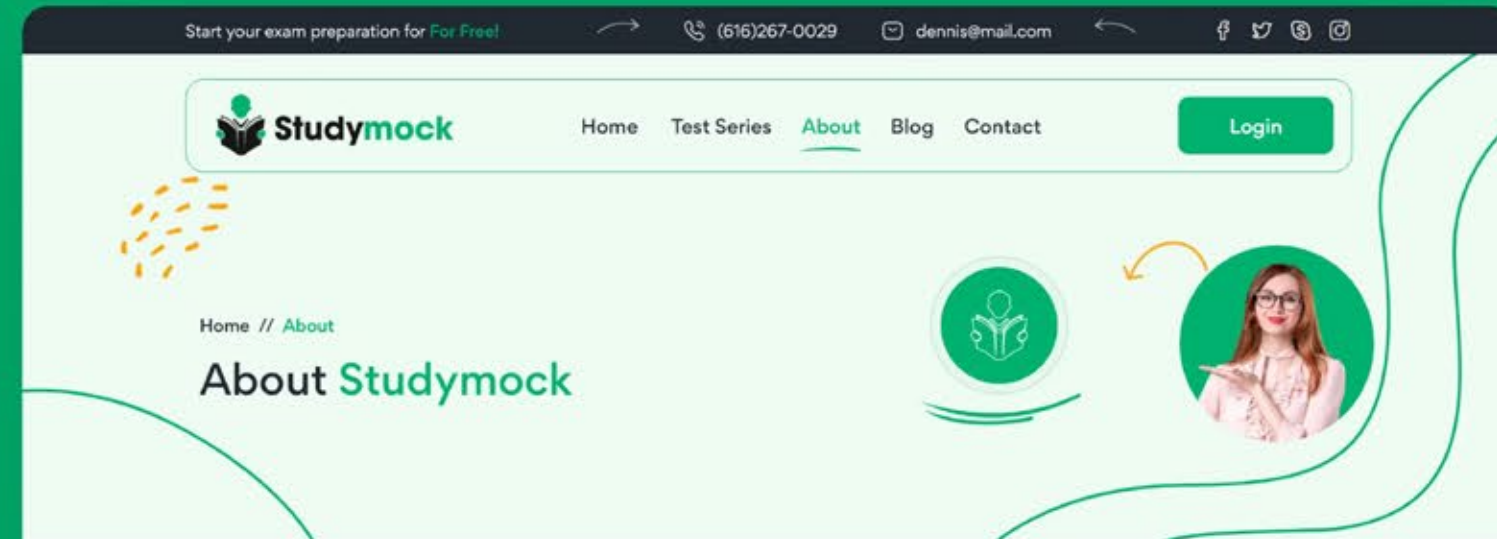 Start your exam preparation for For Free! (616)267-0029 dennis@mail.com
Studymock Home Test Series About Blog Contact Login
Home // About
About Studymock